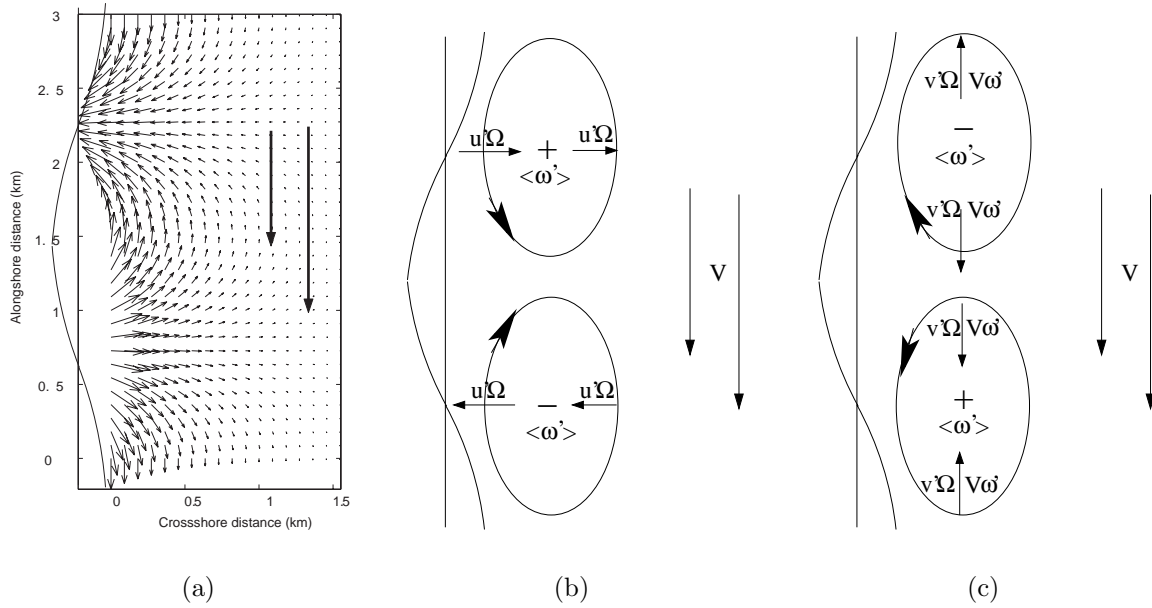 3
2. 5
2
1. 5
1
0. 5
0
0
0.5
1
1.5
Alongshore distance (km)
Crossshore distance (km)
(a)
u'Ω u'Ω
+
<ω'>
u'Ω u'Ω
−
<ω'>
V
(b)
v'Ω Vω'
−
<ω'>
v'Ω Vω'
v'Ω Vω'
+
<ω'>
v'Ω Vω'
V
(c)